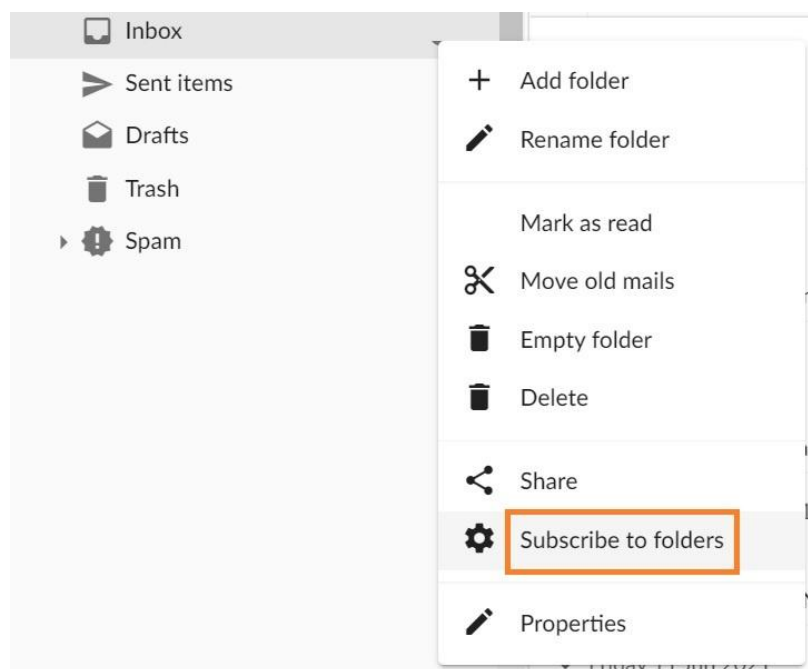 Inbox
Sent items
Drafts
Trash
Spam
Add folder
Rename folder
Mark as read
Move old mails
Empty folder
Delete
Share
Subscribe to folders
Properties